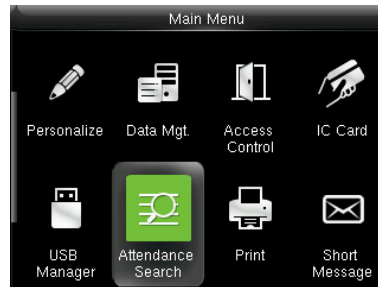 Main Menu
Personalize
Data Mgt.
Access
Control
IC Card
USB
Manager
Attendance
Search
Print
Short
Message